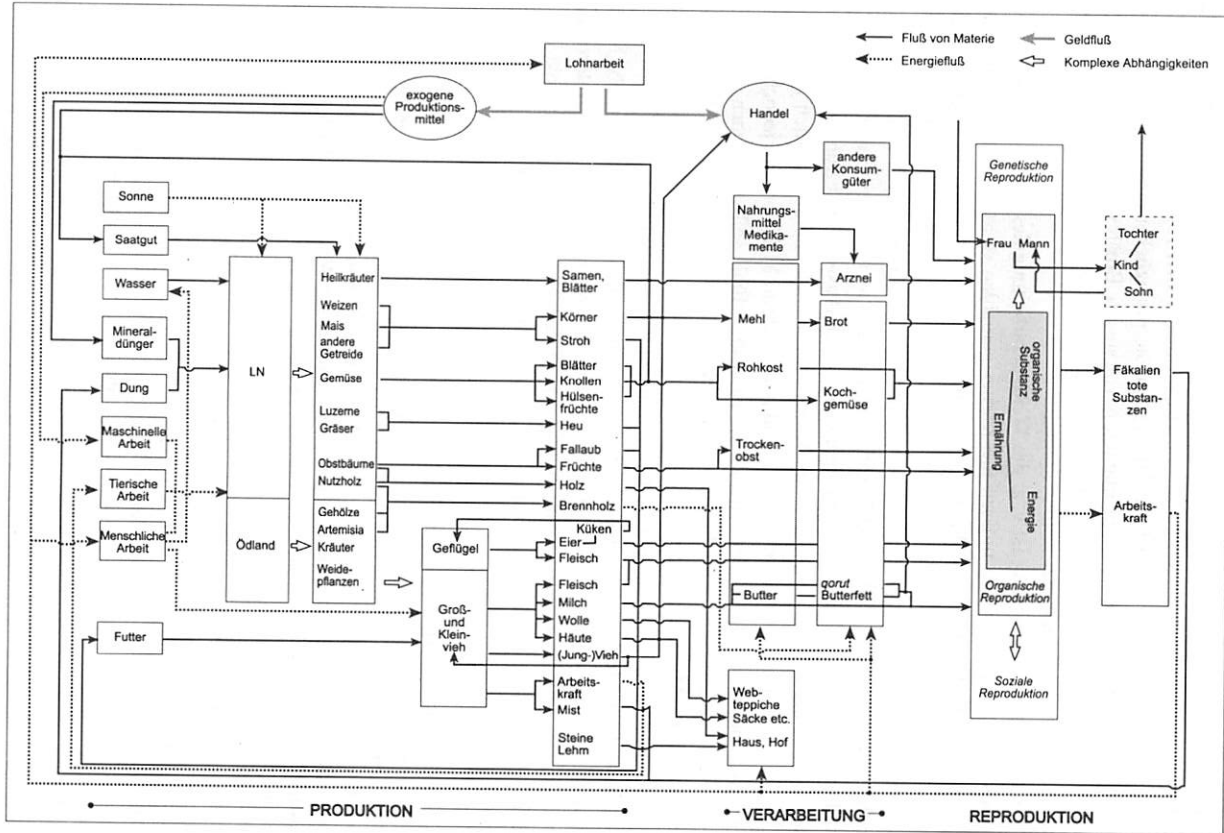 Fluß von Materie
Geldfluß
Energiefluß
Komplexe Abhängigkeiten
Lohnarbeit
exogene
Produktions-
mittel
Handel
andere
Konsum-
güter
Nahrungs-
mittel
Medika-
mente
Sonne
Saatgut
Wasser
Mineral-
dünger
Dung
Maschinelle
Arbeit
Tierische
Arbeit
Menschliche
Arbeit
Futter
LN
Ödland
Heilkräuter
Weizen
Mais
andere
Getreide
Gemüse
Luzerne
Gräser
Obstbäume
Nutzholz
Gehölze
Artemisia
Kräuter
Weide-
pflanzen
Geflügel
Groß-
und
Klein-
vieh
Samen,
Blätter
Körner
Stroh
Blätter
Knollen
Hülsen-
früchte
Heu
Fallaub
Früchte
Holz
Brennholz
Küken
Eier
Fleisch
Fleisch
Milch
Wolle
Häute
(Jung-)Vieh
Arbeits-
kraft
Mist
Steine
Lehm
Mehl
Rohkost
Trocken-
obst
Butter
Arznei
Brot
Koch-
gemüse
qorut
Butterfett
Web-
teppiche
Säcke etc.
Haus, Hof
Genetische
Reproduktion
Frau Mann
organische
Substanz
Ernährung
Energie
Organische
Reproduktion
Soziale
Reproduktion
Tochter
Kind
Sohn
Fäkalien
tote
Substan-
zen
Arbeits-
kraft
PRODUKTION
VERARBEITUNG
REPRODUKTION